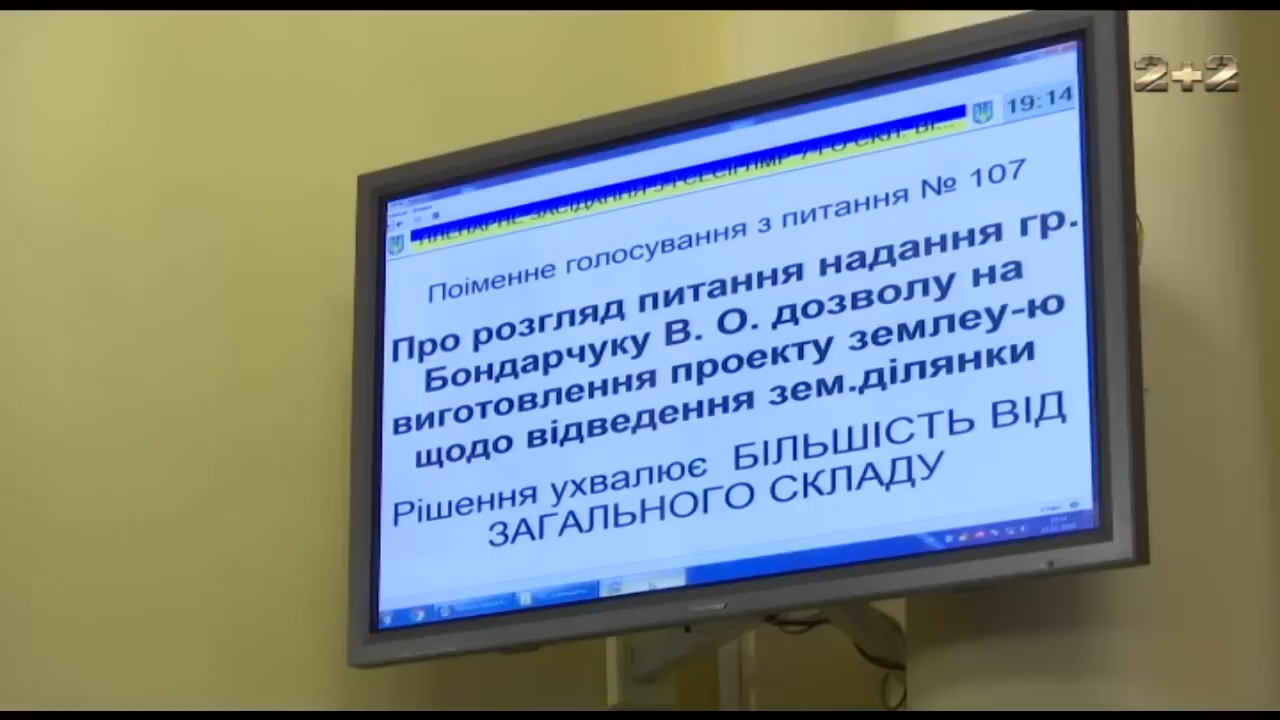 2+2
19:14
Поіменне голосування з питання № 107
Про розгляд питання надання гр.
Бондарчуку В. О. дозволу на
виготовлення проекту землеу-ю
щодо відведення зем.ділянки
Рішення ухвалює БІЛЬШІСТЬ ВІД
ЗАГАЛЬНОГО СКЛАДУ